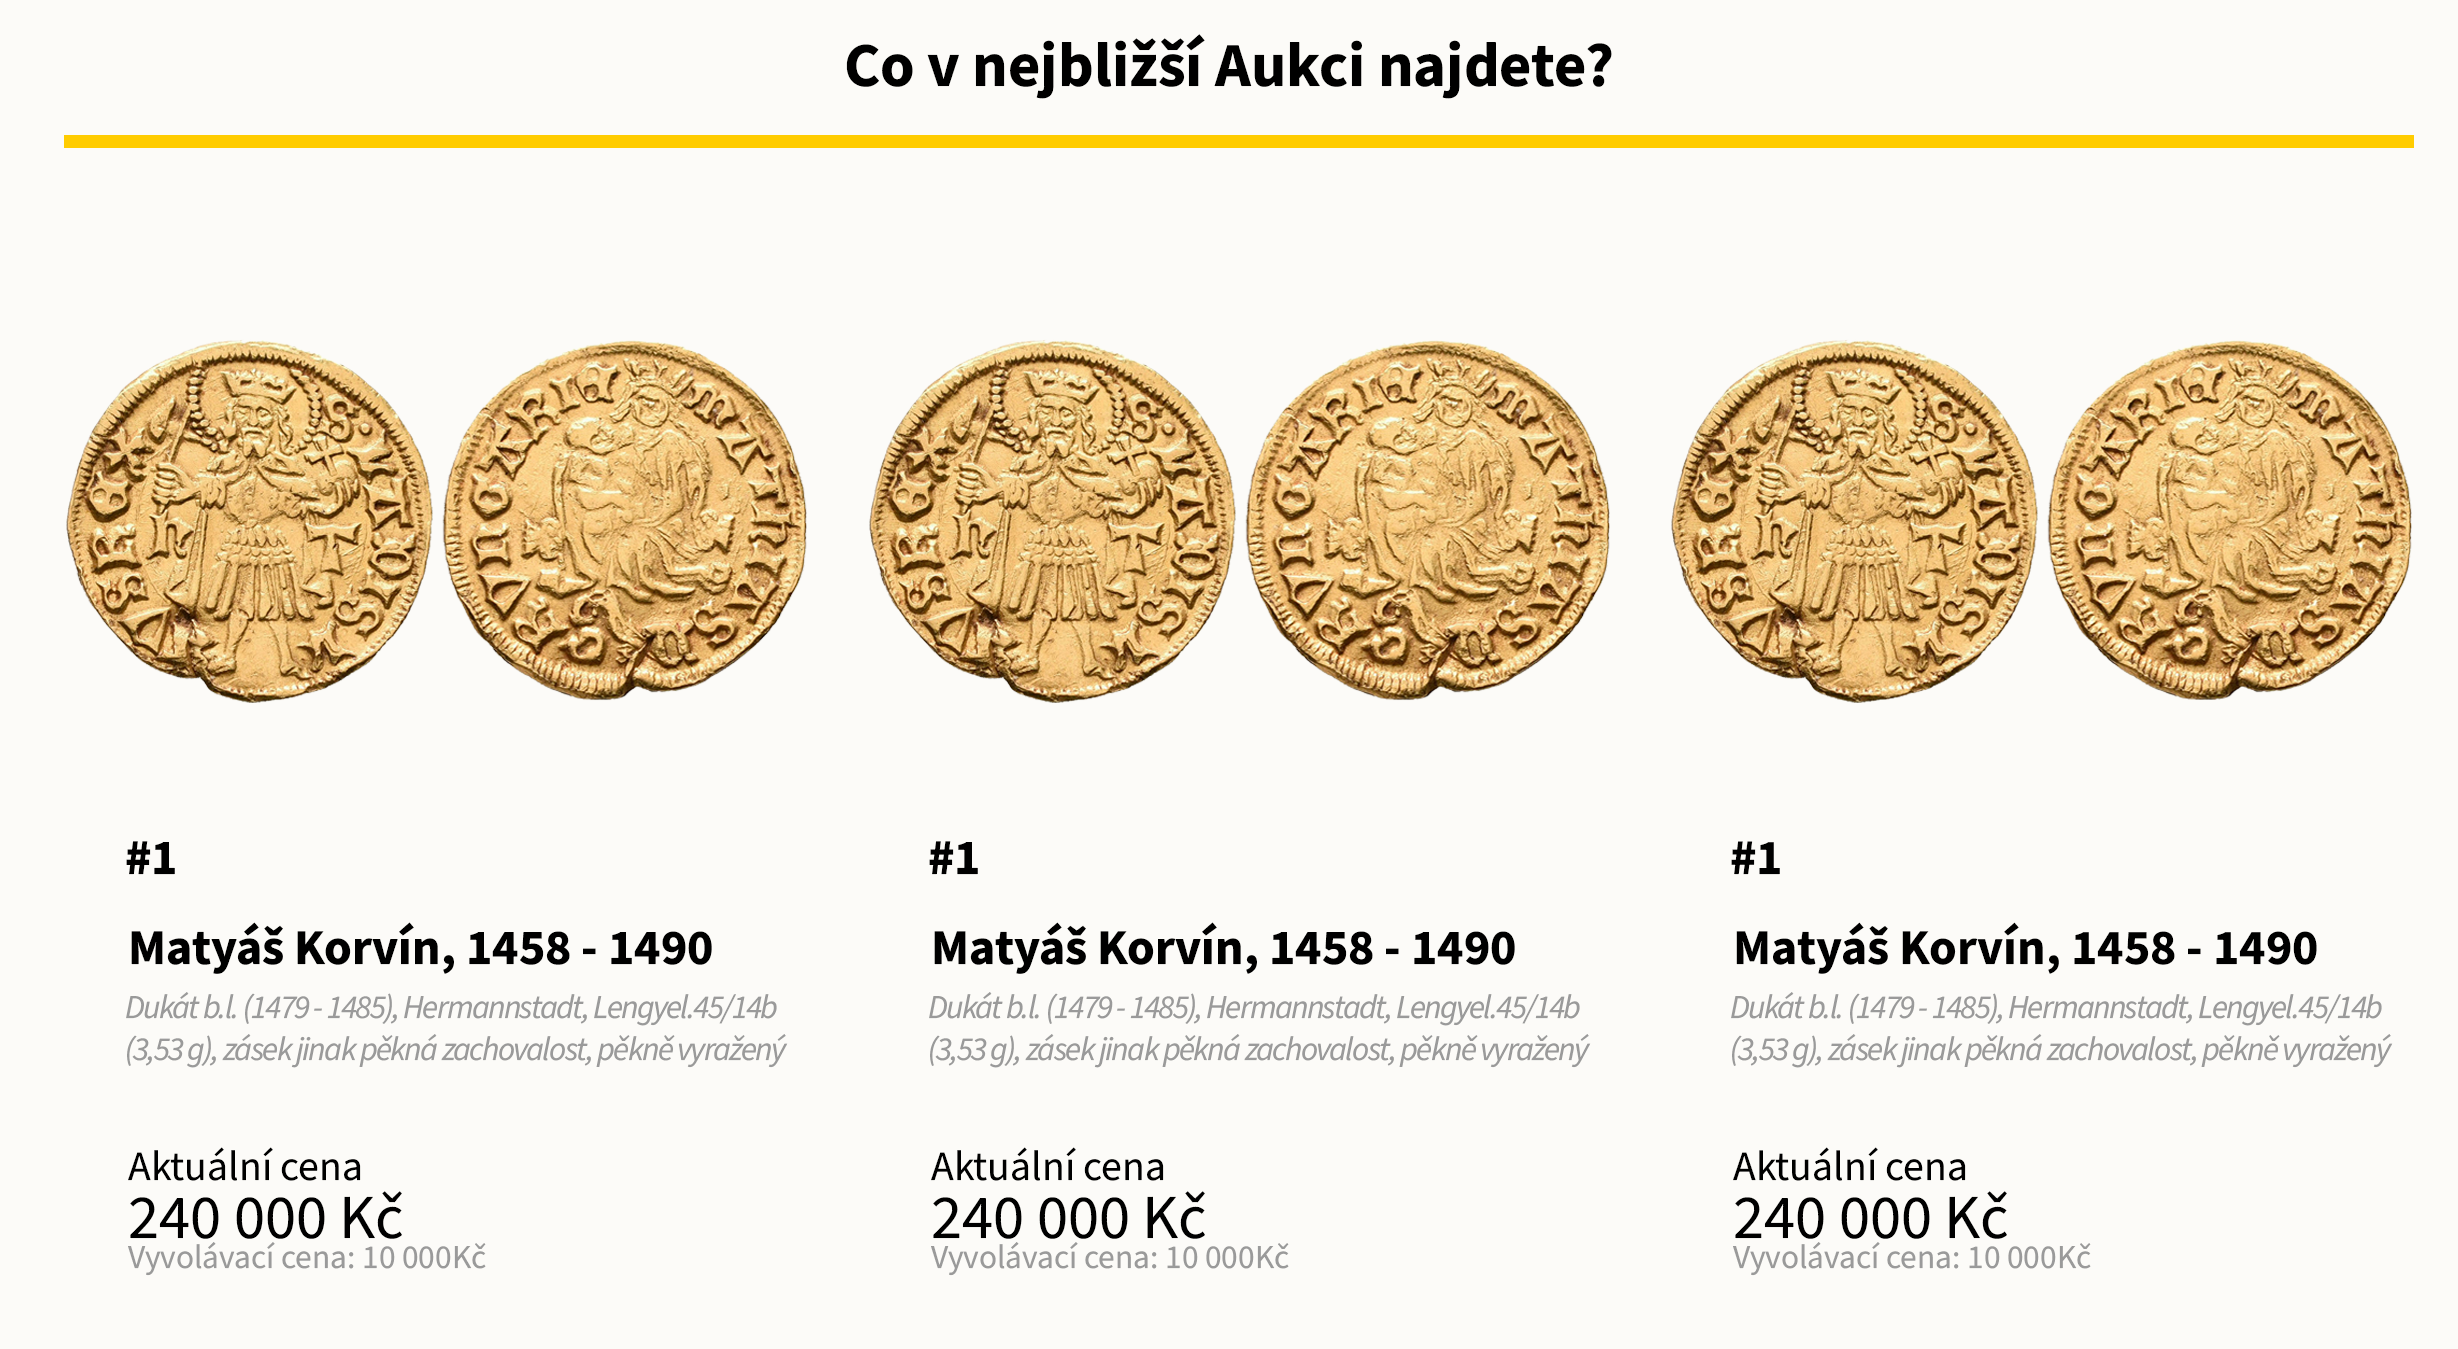 Co v nejbližší Aukci najdete?
#1
Matyáš Korvín, 1458 - 1490
Dukát b.l. (1479 - 1485), Hermannstadt, Lengyel.45/14b
(3,53 g), zásek jinak pěkná zachovalost, pěkně vyražený
Aktuální cena
240 000 Kč
Vyvolávací cena: 10 000Kč
#1
Matyáš Korvín, 1458 - 1490
Dukát b.l. (1479 - 1485), Hermannstadt, Lengyel.45/14b
(3,53 g), zásek jinak pěkná zachovalost, pěkně vyražený
Aktuální cena
240 000 Kč
Vyvolávací cena: 10 000Kč
#1
Matyáš Korvín, 1458 - 1490
Dukát b.l. (1479 - 1485), Hermannstadt, Lengyel.45/14b
(3,53 g), zásek jinak pěkná zachovalost, pěkně vyražený
Aktuální cena
240 000 Kč
Vyvolávací cena: 10 000Kč